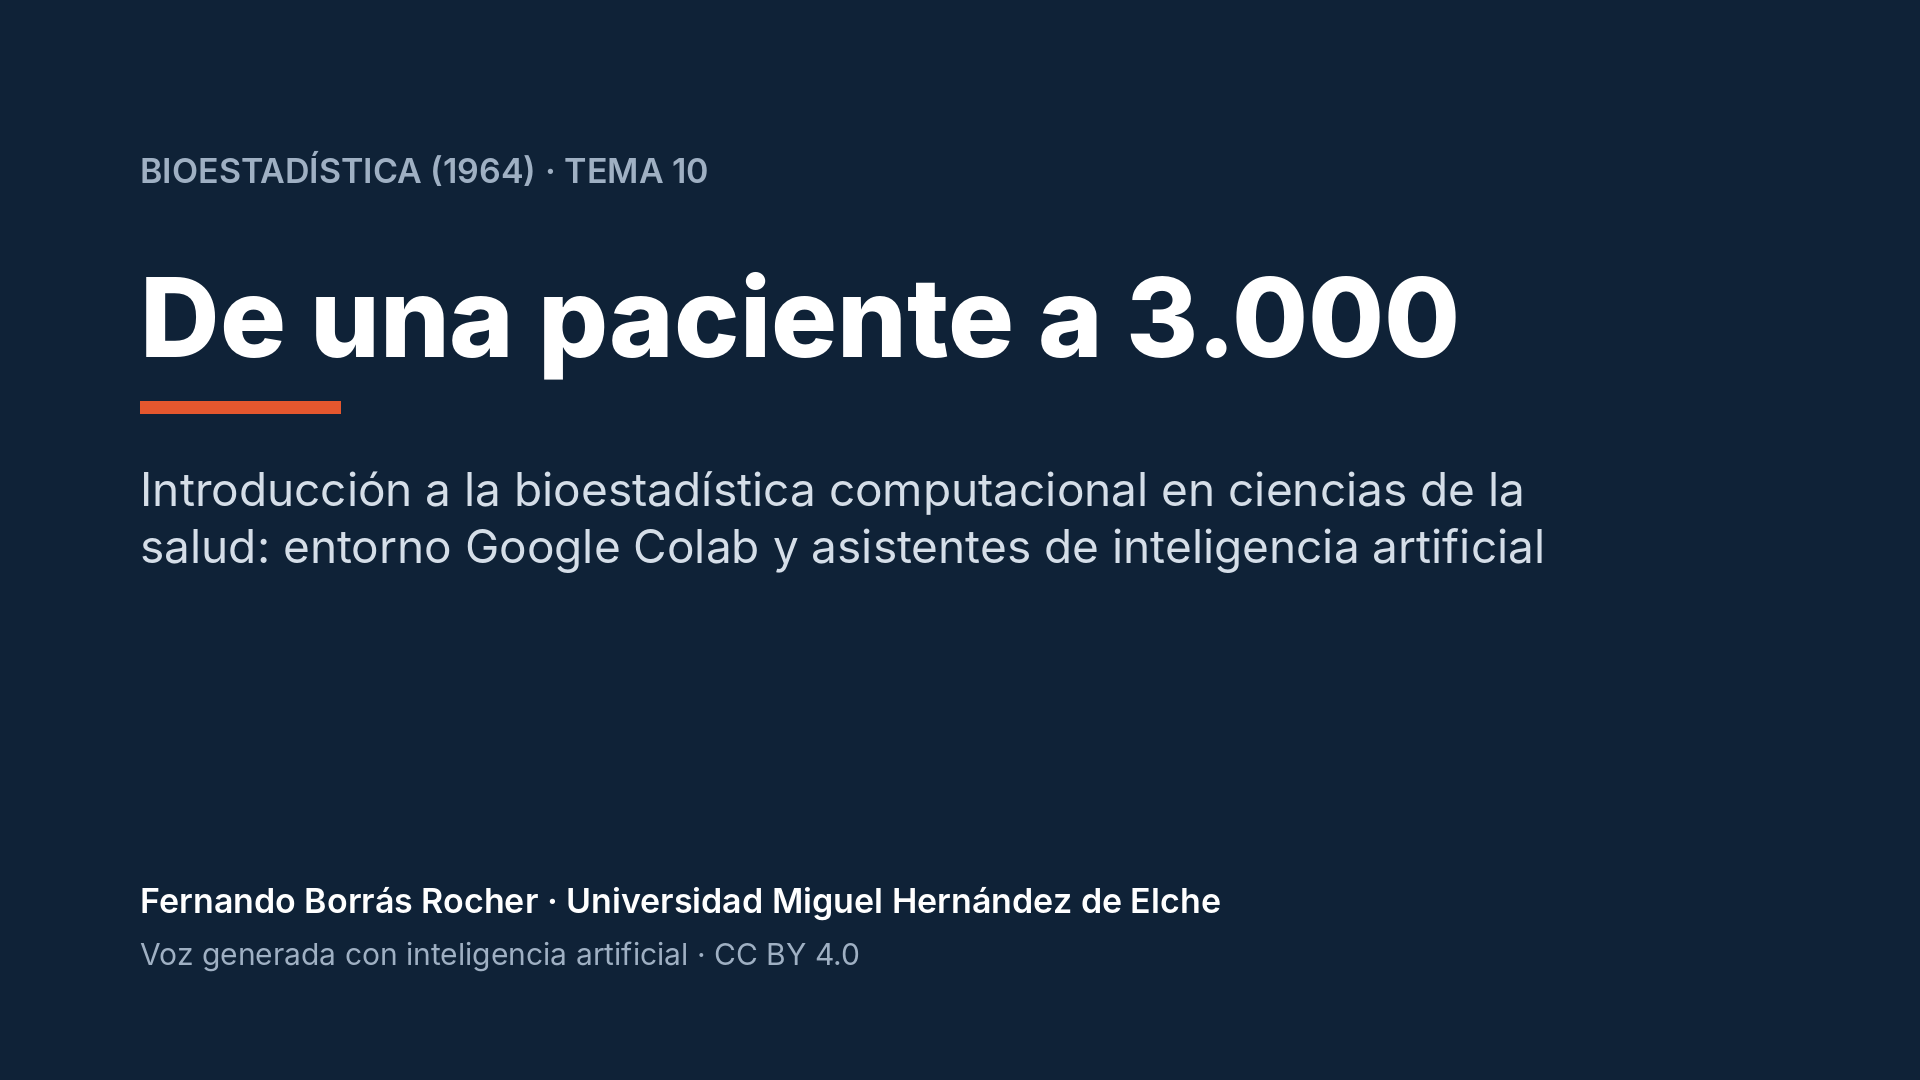 BIOESTADÍSTICA (1964) · TEMA 10
De una paciente a 3.000
Introducción a la bioestadística computacional en ciencias de la
salud: entorno Google Colab y asistentes de inteligencia artificial
Fernando Borrás Rocher · Universidad Miguel Hernández de Elche
Voz generada con inteligencia artificial · CC BY 4.0